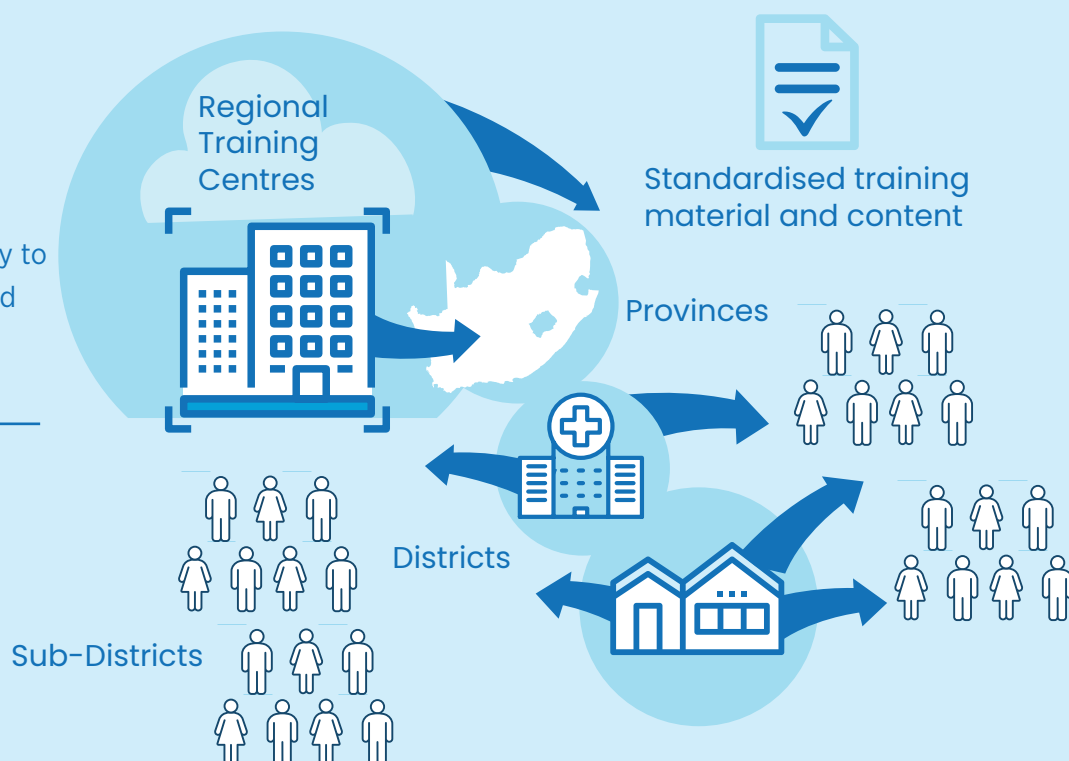 Regional
Training
Centres
Standardised training
material and content
y to
d
Provinces
Districts
Sub-Districts